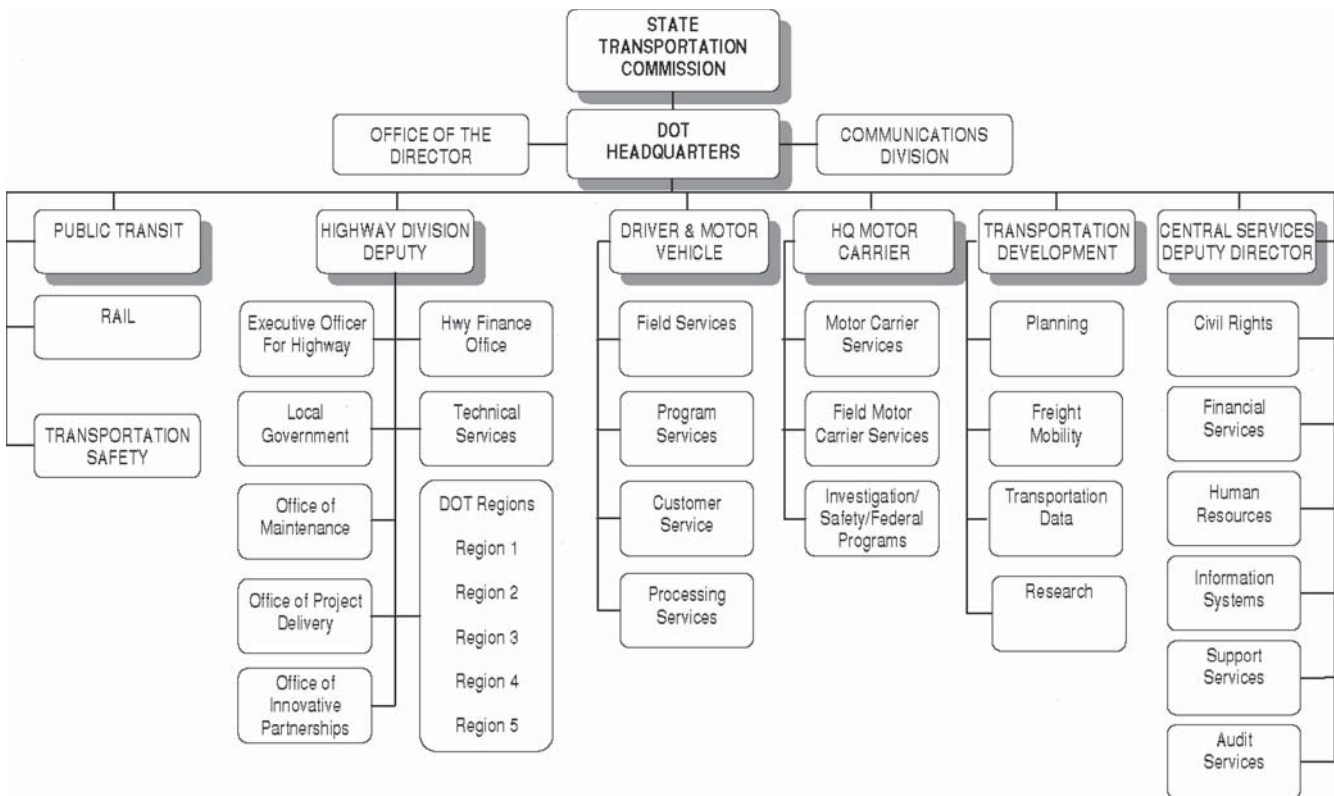 STATE
TRANSPORTATION
COMMISSION
OFFICE OF THE
DIRECTOR
DOT
HEADQUARTERS
COMMUNICATIONS
DIVISION
PUBLIC TRANSIT
RAIL
TRANSPORTATION
SAFETY
HIGHWAY DIVISION
DEPUTY
Executive Officer
For Highway
Hwy Finance
Office
Local
Government
Technical
Services
Office of
Maintenance
Office of Project
Delivery
Office of
Innovative
Partnerships
DOT Regions
Region 1
Region 2
Region 3
Region 4
Region 5
DRIVER & MOTOR
VEHICLE
Field Services
Program
Services
Customer
Service
Processing
Services
HQ MOTOR
CARRIER
Motor Carrier
Services
Field Motor
Carrier Services
Investigation/
Safety/Federal
Programs
TRANSPORTATION
DEVELOPMENT
Planning
Freight
Mobility
Transportation
Data
Research
CENTRAL SERVICES
DEPUTY DIRECTOR
Civil Rights
Financial
Services
Human
Resources
Information
Systems
Support
Services
Audit
Services